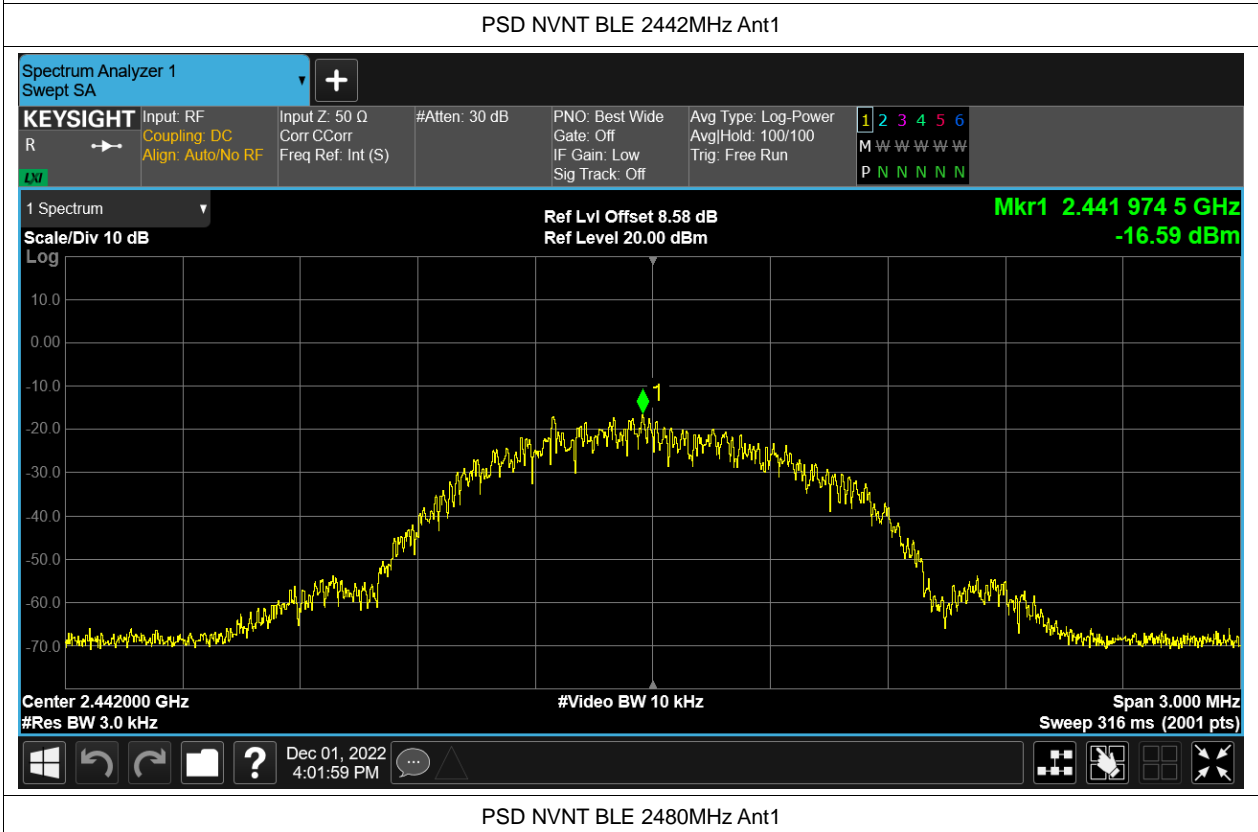 PSD NVNT BLE 2442MHz Ant1
Spectrum Analyzer 1
Swept SA
KEYSIGHT Input: RF Input Z: 50 Ω #Atten: 30 dB PNO: Best Wide Avg Type: Log-Power 1 2 3 4 5 6
R Coupling: DC Corr CCorr Gate: Off Avg|Hold: 100/100 M W W W W W
Align: Auto/No RF Freq Ref: Int (S) IF Gain: Low Trig: Free Run
LXI Sig Track: Off P N N N N N
1 Spectrum Ref Lvl Offset 8.58 dB Mkr1 2.441 974 5 GHz
Scale/Div 10 dB Ref Level 20.00 dBm -16.59 dBm
Log
10.0
0.00
-10.0
1
-20.0
-30.0
-40.0
-50.0
-60.0
-70.0
Center 2.442000 GHz #Video BW 10 kHz Span 3.000 MHz
#Res BW 3.0 kHz Sweep 316 ms (2001 pts)
? Dec 01, 2022
4:01:59 PM
PSD NVNT BLE 2480MHz Ant1